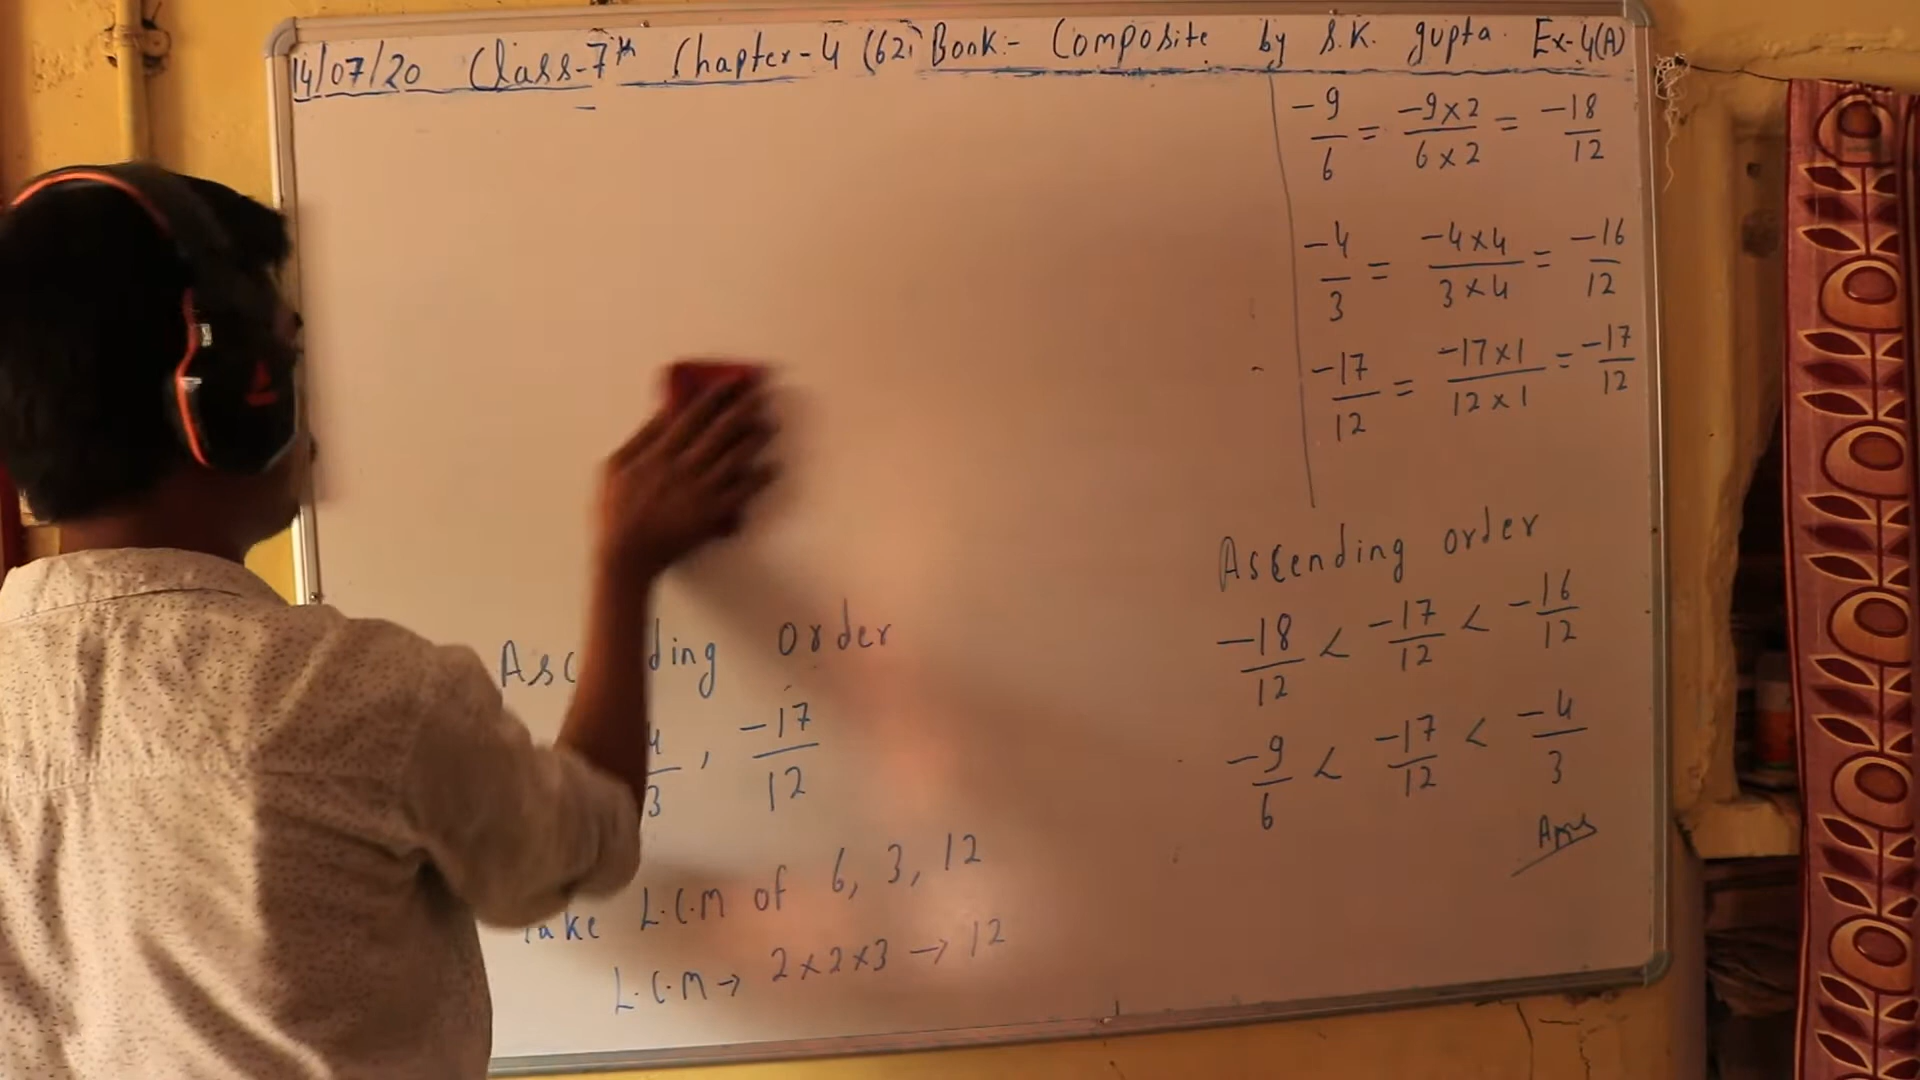 14/07/20 Class-7th Chapter-4 (62) Book:- Composite by S.K. gupta. Ex-4(A)
-9/6 = -9×2/6×2 = -18/12
-4/3 = -4×4/3×4 = -16/12
-17/12 = -17×1/12×1 = -17/12
Ascending order
-18/12 < -17/12 < -16/12
-9/6 < -17/12 < -4/3
Ans
order
4/3, -17/12
Take L.C.M of 6, 3, 12
L.C.M → 2×2×3 → 12